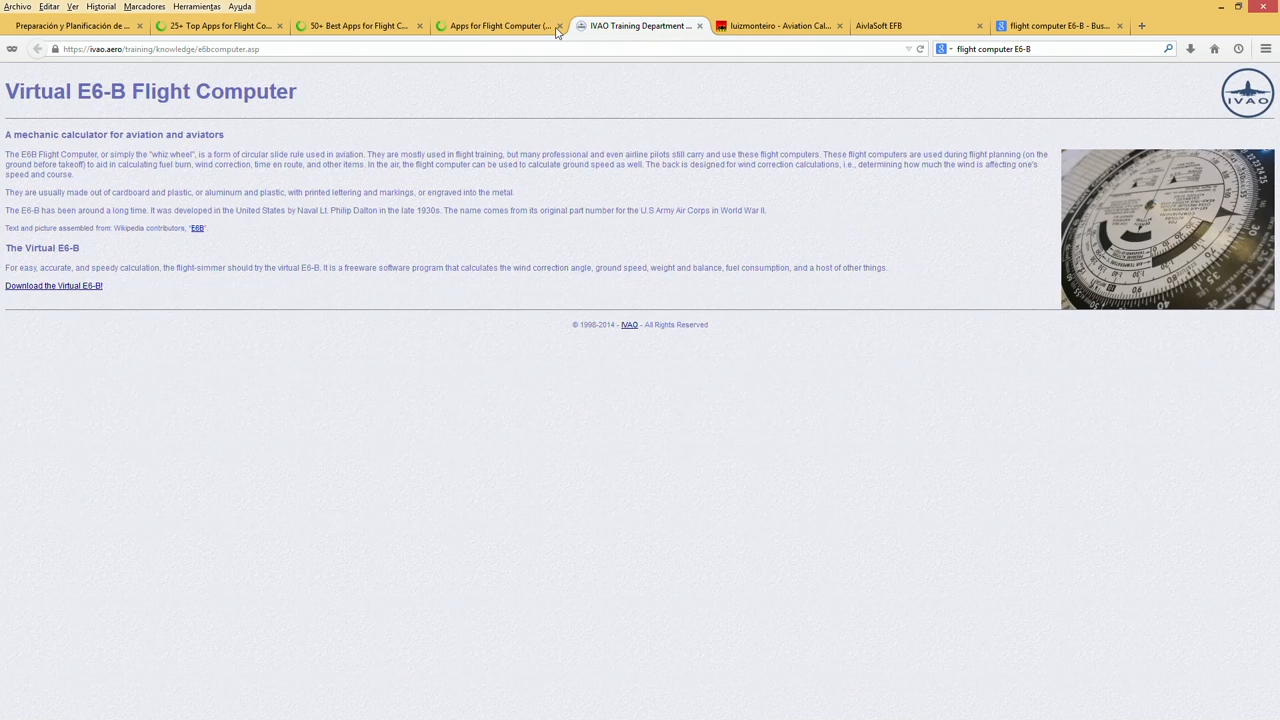 Archivo Editar Ver Historial Marcadores Herramientas Ayuda
Preparación y Planificación de ... 25+ Top Apps for Flight Co... 50+ Best Apps for Flight C... Apps for Flight Computer (... IVAO Training Department ... luizmonteiro - Aviation Cal... AivlaSoft EFB flight computer E6-B - Bus...
https://ivao.aero/training/knowledge/e6bcomputer.asp flight computer E6-B
Virtual E6-B Flight Computer
IVAO
A mechanic calculator for aviation and aviators
The E6B Flight Computer, or simply the "whiz wheel", is a form of circular slide rule used in aviation. They are mostly used in flight training, but many professional and even airline pilots still carry and use these flight computers. These flight computers are used during flight planning (on the
ground before takeoff) to aid in calculating fuel burn, wind correction, time en route, and other items. In the air, the flight computer can be used to calculate ground speed as well. The back is designed for wind correction calculations, i.e., determining how much the wind is affecting one's
speed and course.
They are usually made out of cardboard and plastic, or aluminum and plastic, with printed lettering and markings, or engraved into the metal.
The E6-B has been around a long time. It was developed in the United States by Naval Lt. Philip Dalton in the late 1930s. The name comes from its original part number for the U.S Army Air Corps in World War II.
Text and picture assembled from: Wikipedia contributors, "E6B"
The Virtual E6-B
For easy, accurate, and speedy calculation, the flight-simmer should try the virtual E6-B. It is a freeware software program that calculates the wind correction angle, ground speed, weight and balance, fuel consumption, and a host of other things.
Download the Virtual E6-B!
© 1998-2014 - IVAO - All Rights Reserved